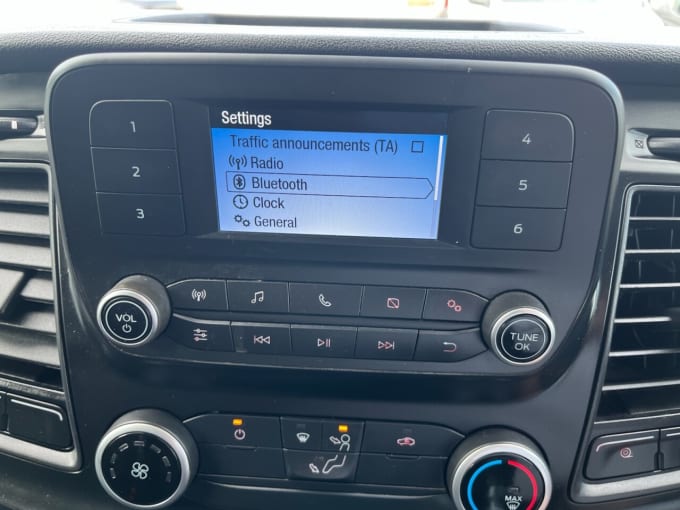 Settings
Traffic announcements (TA)
Radio
Bluetooth
Clock
General
1
2
3
4
5
6
VOL
TUNE
OK
MAX